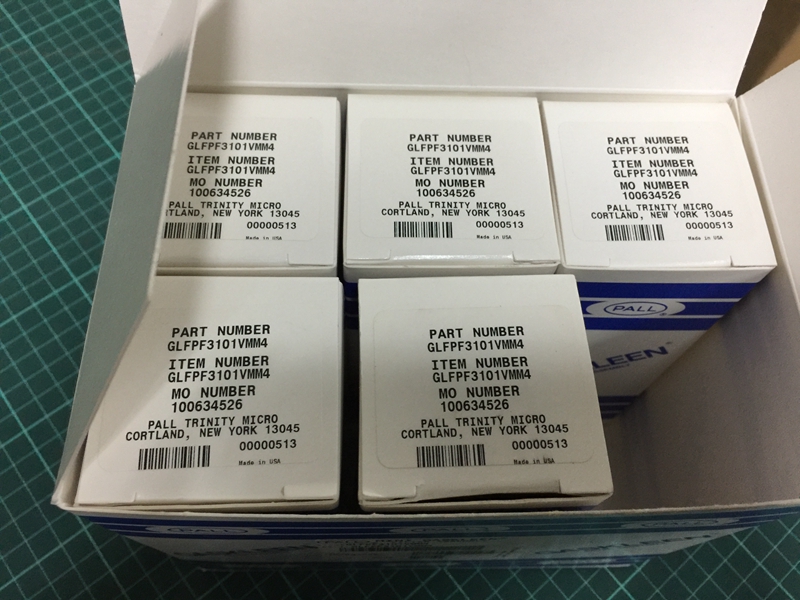 PART NUMBER
GLFPF3101VMM4
ITEM NUMBER
GLFPF3101VMM4
MO NUMBER
100634526
PALL TRINITY MICRO
CORTLAND, NEW YORK 13045
00000513
Made in USA
PART NUMBER
GLFPF3101VMM4
ITEM NUMBER
GLFPF3101VMM4
MO NUMBER
100634526
PALL TRINITY MICRO
CORTLAND, NEW YORK 13045
00000513
Made in USA
PART NUMBER
GLFPF3101VMM4
ITEM NUMBER
GLFPF3101VMM4
MO NUMBER
100634526
PALL TRINITY MICRO
CORTLAND, NEW YORK 13045
00000513
Made in USA
PALL
KLEEN
PART NUMBER
GLFPF3101VMM4
ITEM NUMBER
GLFPF3101VMM4
MO NUMBER
100634526
PALL TRINITY MICRO
CORTLAND, NEW YORK 13045
00000513
Made in USA
PART NUMBER
GLFPF3101VMM4
ITEM NUMBER
GLFPF3101VMM4
MO NUMBER
100634526
PALL TRINITY MICRO
CORTLAND, NEW YORK 13045
00000513
Made in USA
PALL